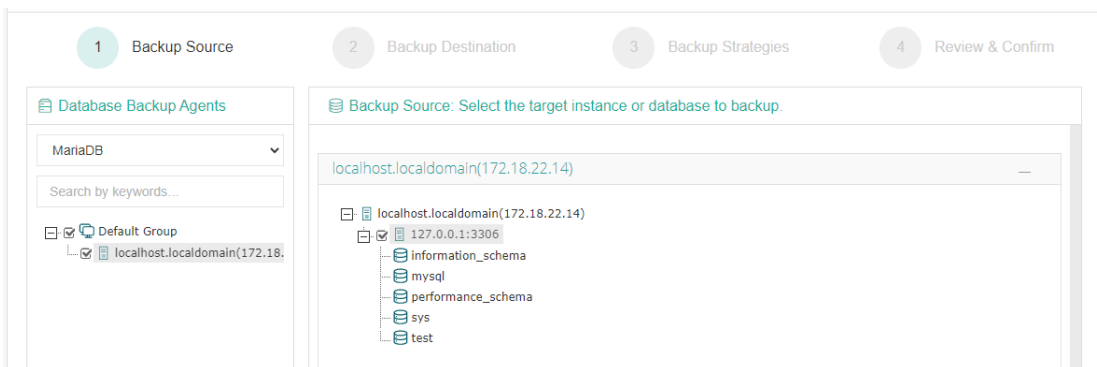 1 Backup Source 2 Backup Destination 3 Backup Strategies 4 Review & Confirm
Database Backup Agents
MariaDB
Search by keywords...
Default Group
localhost.localdomain(172.18.
Backup Source: Select the target instance or database to backup.
localhost.localdomain(172.18.22.14)
localhost.localdomain(172.18.22.14)
127.0.0.1:3306
information_schema
mysql
performance_schema
sys
test